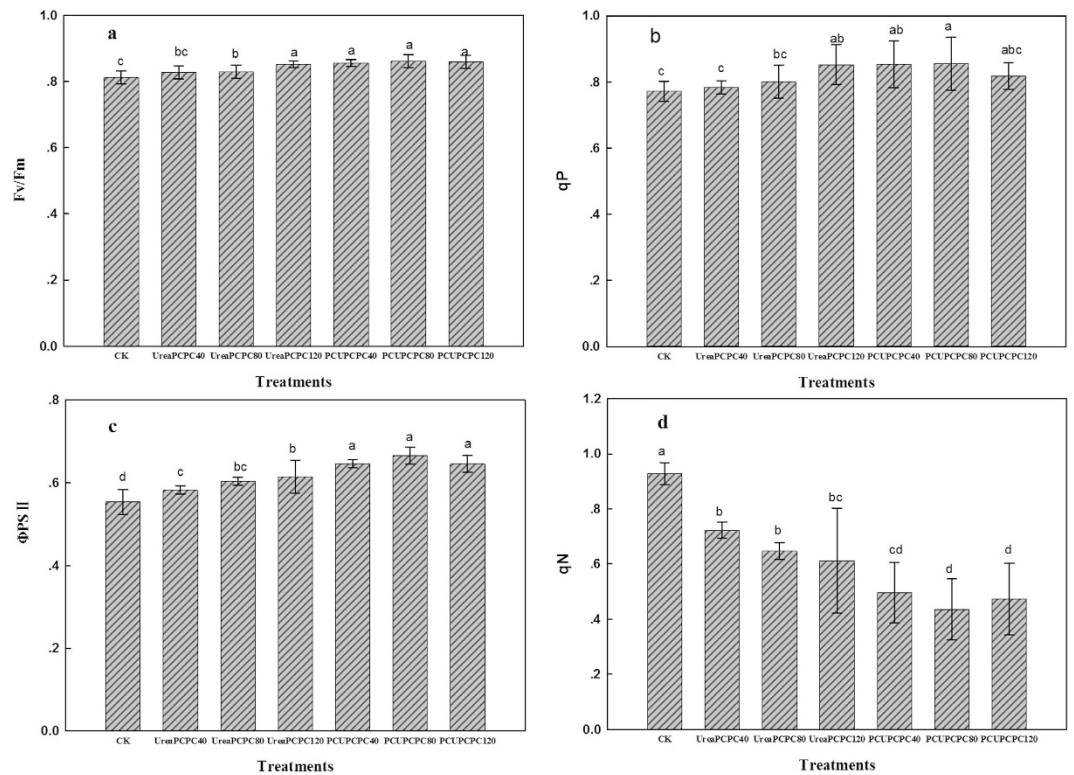 a
1.0
.8
.6
.4
.2
0.0
Fv/Fm
c bc b a a a a
CK UreaPCPC40 UreaPCPC80 UreaPCPC120 PCUPCPC40 PCUPCPC80 PCUPCPC120
Treatments
b
1.0
0.8
0.6
0.4
0.2
0.0
qP
c c bc ab ab a abc
CK UreaPCPC40 UreaPCPC80 UreaPCPC120 PCUPCPC40 PCUPCPC80 PCUPCPC120
Treatments
c
.8
.6
.4
.2
0.0
ΦPSⅡ
d c bc b a a a
CK UreaPCPC40 UreaPCPC80 UreaPCPC120 PCUPCPC40 PCUPCPC80 PCUPCPC120
Treatments
d
1.2
1.0
.8
.6
.4
.2
0.0
qN
a b b bc cd d d
CK UreaPCPC40 UreaPCPC80 UreaPCPC120 PCUPCPC40 PCUPCPC80 PCUPCPC120
Treatments